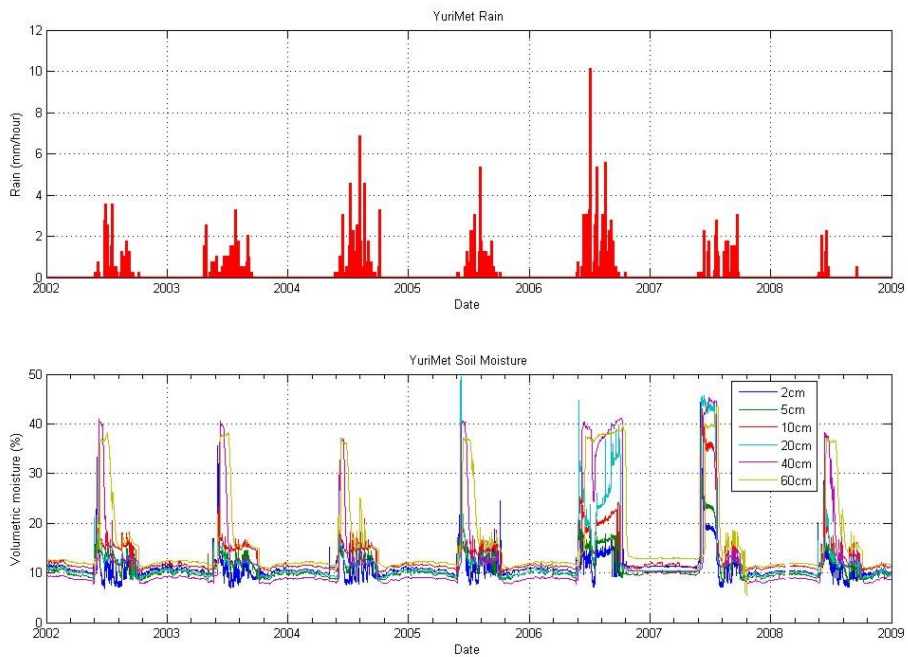 YuriMet Rain
12
10
8
6
4
2
0
Rain (mm/hour)
2002 2003 2004 2005 2006 2007 2008 2009
Date
YuriMet Soil Moisture
50
40
30
20
10
0
Volumetric moisture (%)
2cm
5cm
10cm
20cm
40cm
60cm
2002 2003 2004 2005 2006 2007 2008 2009
Date